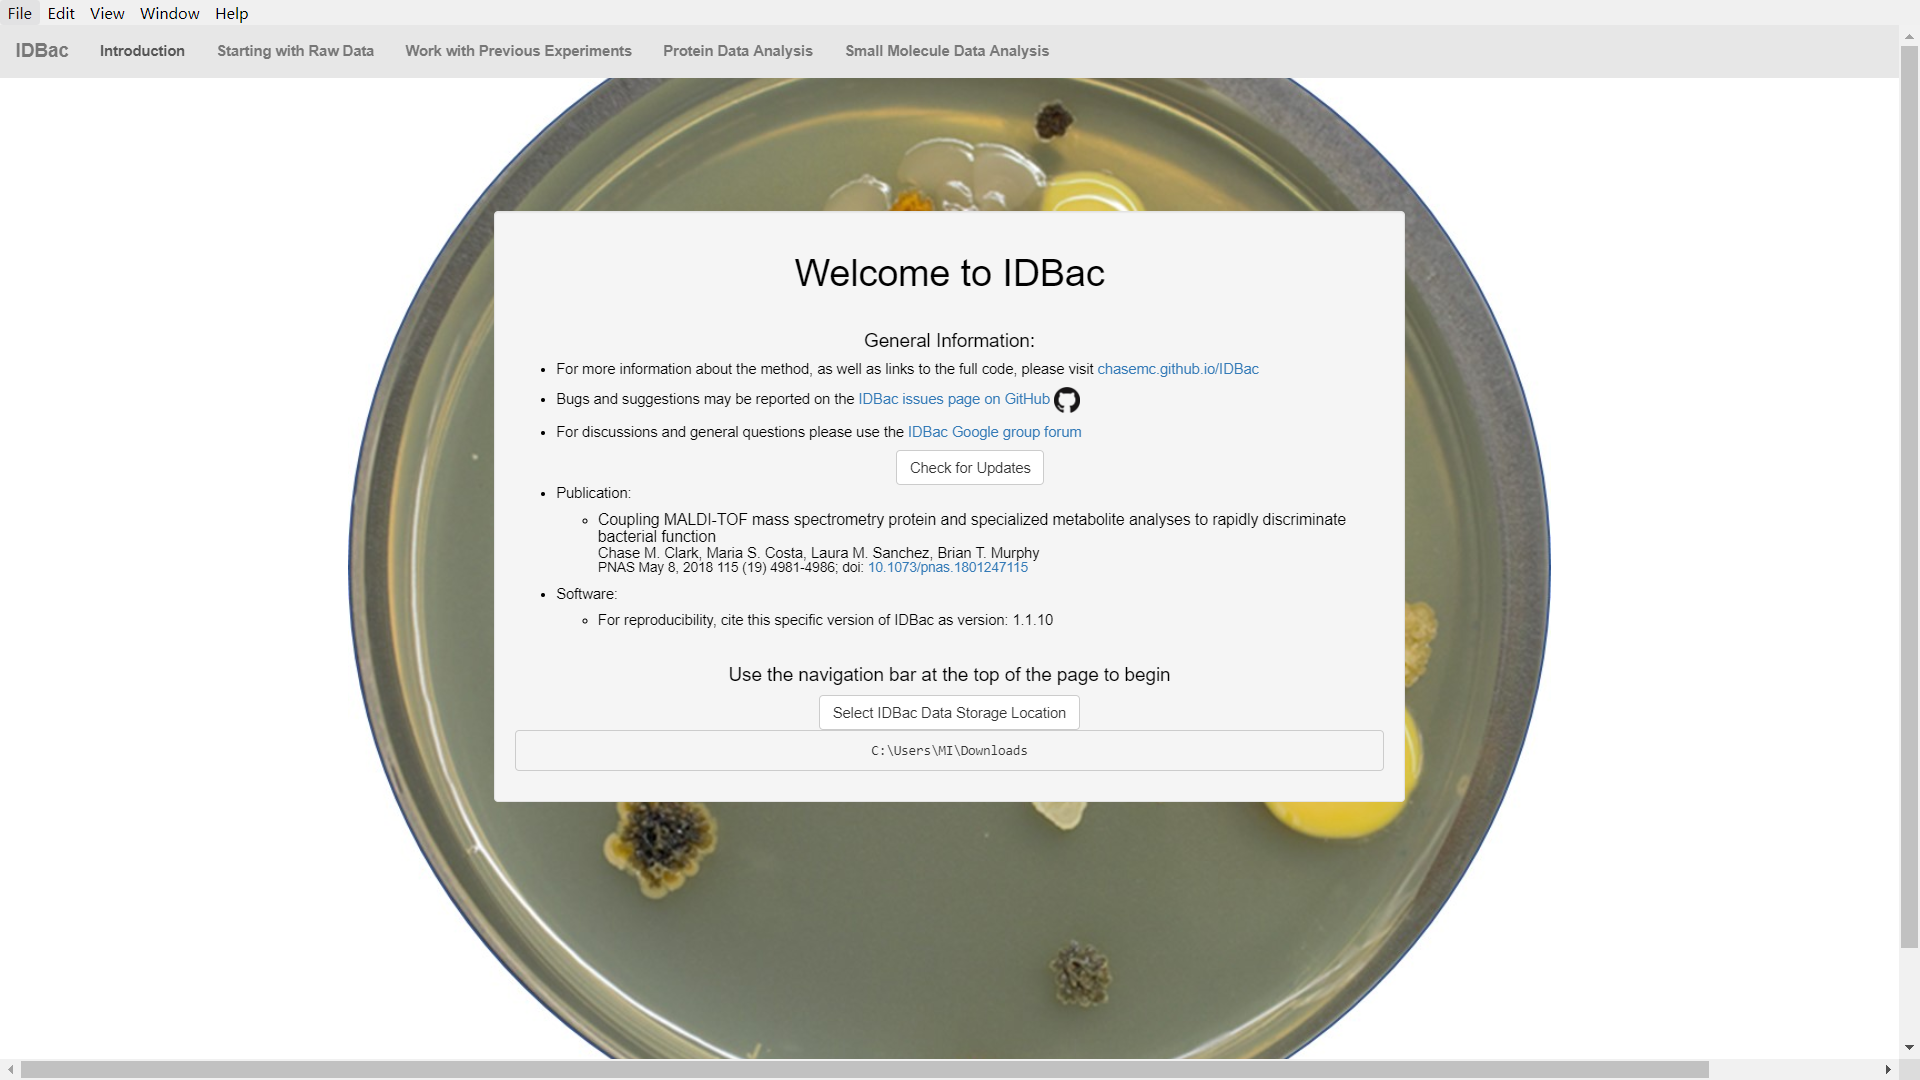 File Edit View Window Help
IDBac Introduction Starting with Raw Data Work with Previous Experiments Protein Data Analysis Small Molecule Data Analysis
Welcome to IDBac
General Information:
• For more information about the method, as well as links to the full code, please visit chasemc.github.io/IDBac
• Bugs and suggestions may be reported on the IDBac issues page on GitHub
• For discussions and general questions please use the IDBac Google group forum
Check for Updates
• Publication:
◦ Coupling MALDI-TOF mass spectrometry protein and specialized metabolite analyses to rapidly discriminate
bacterial function
Chase M. Clark, Maria S. Costa, Laura M. Sanchez, Brian T. Murphy
PNAS May 8, 2018 115 (19) 4981-4986; doi: 10.1073/pnas.1801247115
• Software:
◦ For reproducibility, cite this specific version of IDBac as version: 1.1.10
Use the navigation bar at the top of the page to begin
Select IDBac Data Storage Location
C:\Users\MI\Downloads